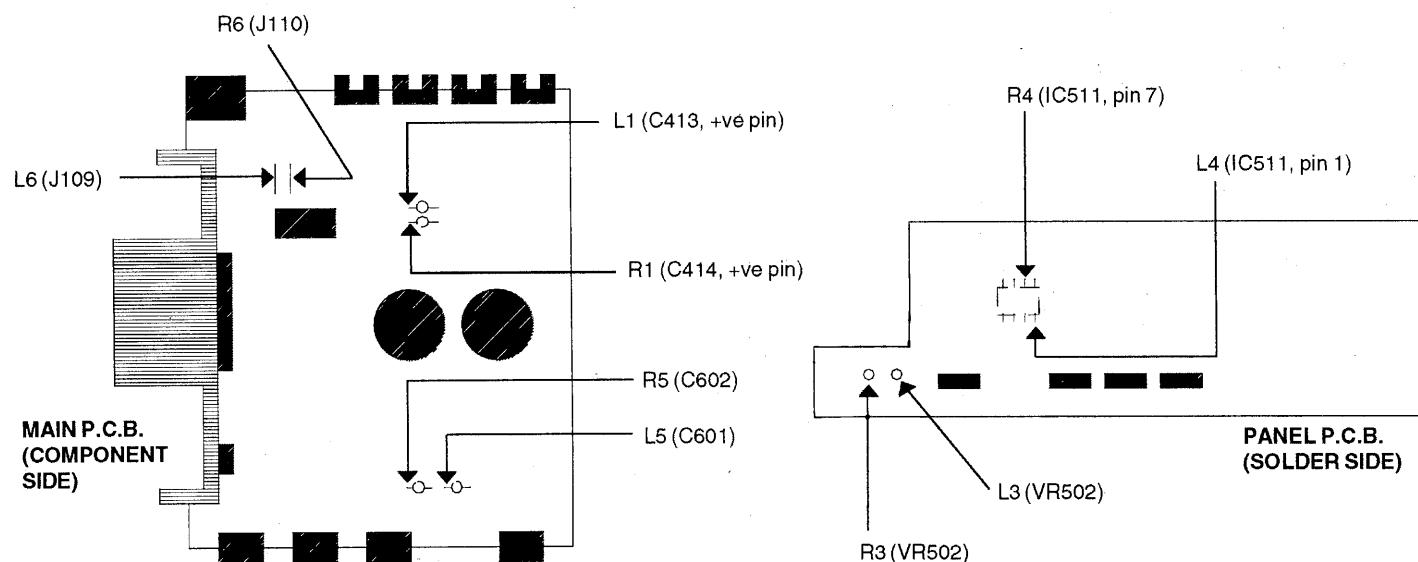 R6 (J110)
L1 (C413, +ve pin)
L6 (J109)
R1 (C414, +ve pin)
R5 (C602)
L5 (C601)
MAIN P.C.B.
(COMPONENT
SIDE)
R4 (IC511, pin 7)
L4 (IC511, pin 1)
PANEL P.C.B.
(SOLDER SIDE)
L3 (VR502)
R3 (VR502)